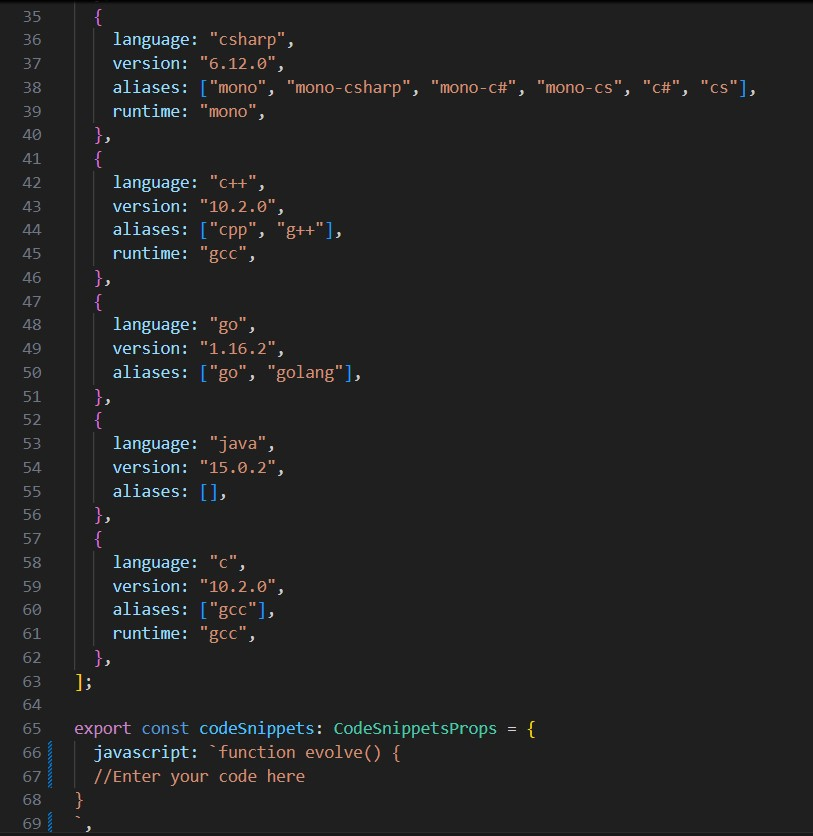 35 {
36 language: "csharp",
37 version: "6.12.0",
38 aliases: ["mono", "mono-csharp", "mono-c#", "mono-cs", "c#", "cs"],
39 runtime: "mono",
40 },
41 {
42 language: "c++",
43 version: "10.2.0",
44 aliases: ["cpp", "g++"],
45 runtime: "gcc",
46 },
47 {
48 language: "go",
49 version: "1.16.2",
50 aliases: ["go", "golang"],
51 },
52 {
53 language: "java",
54 version: "15.0.2",
55 aliases: [],
56 },
57 {
58 language: "c",
59 version: "10.2.0",
60 aliases: ["gcc"],
61 runtime: "gcc",
62 },
63 ];
64
65 export const codeSnippets: CodeSnippetsProps = {
66 javascript: `function evolve() {
67 //Enter your code here
68 }
69 `,